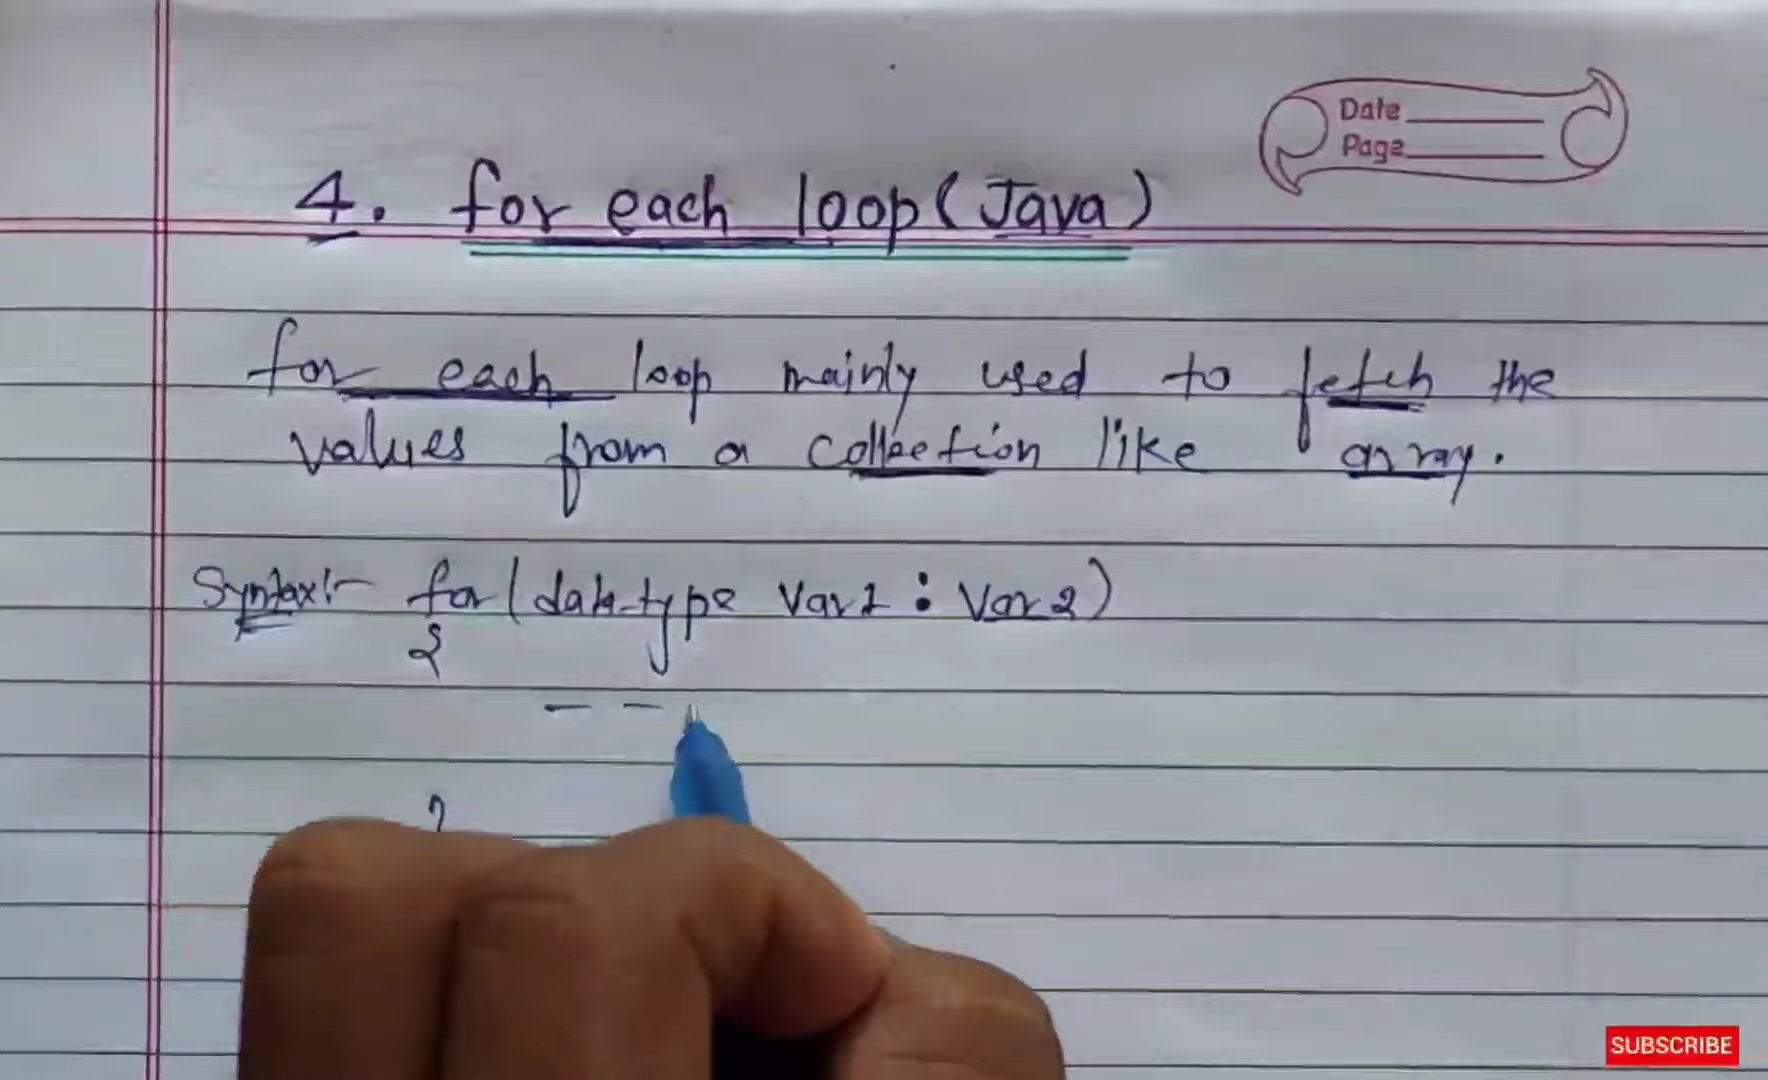 Date
Page
4. for each loop (Java)
for each loop mainly used to fetch the
values from a collection like array.
Syntax:- for(data-type var1 : var2)
{
- -
}
SUBSCRIBE